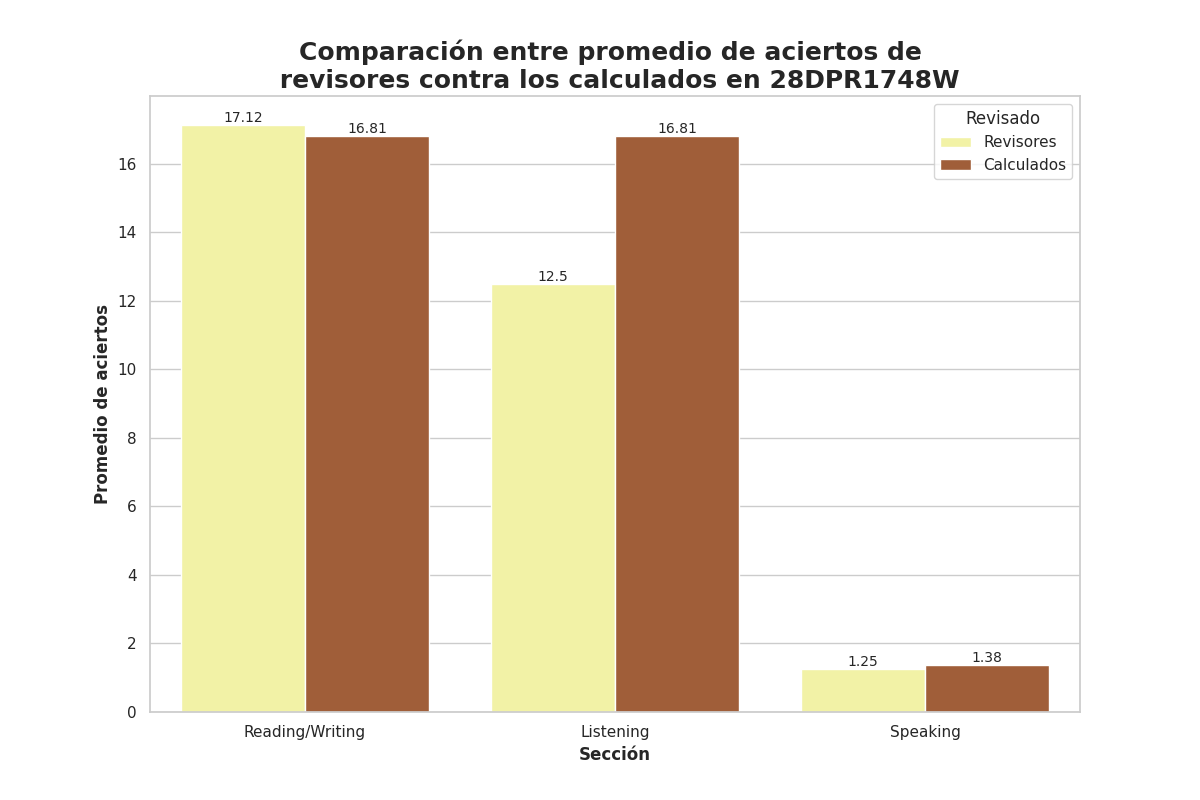 Comparación entre promedio de aciertos de
revisores contra los calculados en 28DPR1748W
Revisado
Revisores
Calculados
17.12
16.81
12.5
16.81
1.25
1.38
16
14
12
10
8
6
4
2
0
Promedio de aciertos
Reading/Writing
Listening
Speaking
Sección